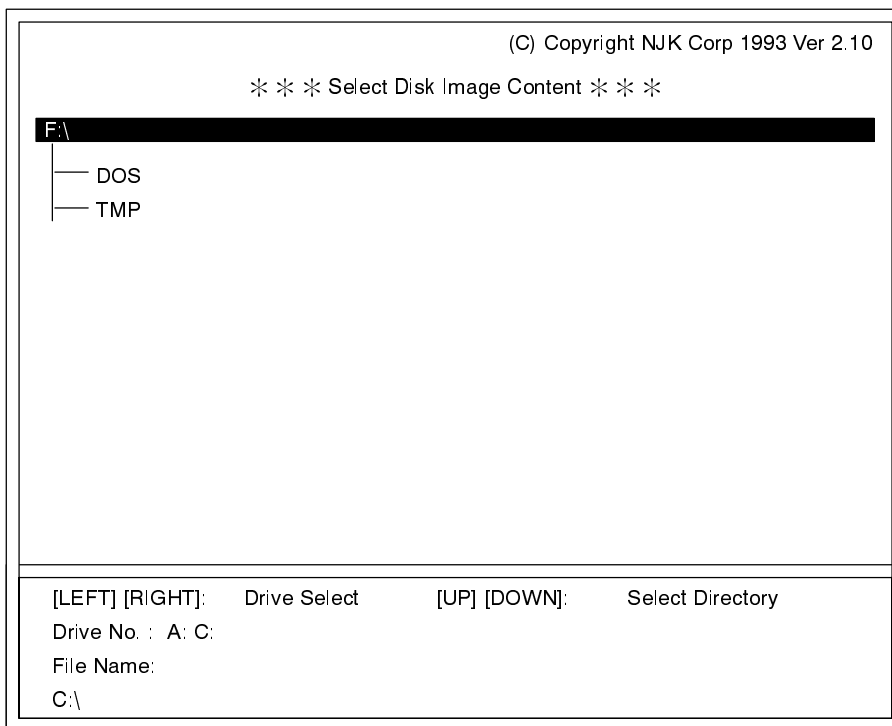 (C) Copyright NJK Corp 1993 Ver 2.10
＊＊＊ Select Disk Image Content ＊＊＊
F:\
DOS
TMP
[LEFT] [RIGHT]: Drive Select [UP] [DOWN]: Select Directory
Drive No. : A: C:
File Name:
C:\